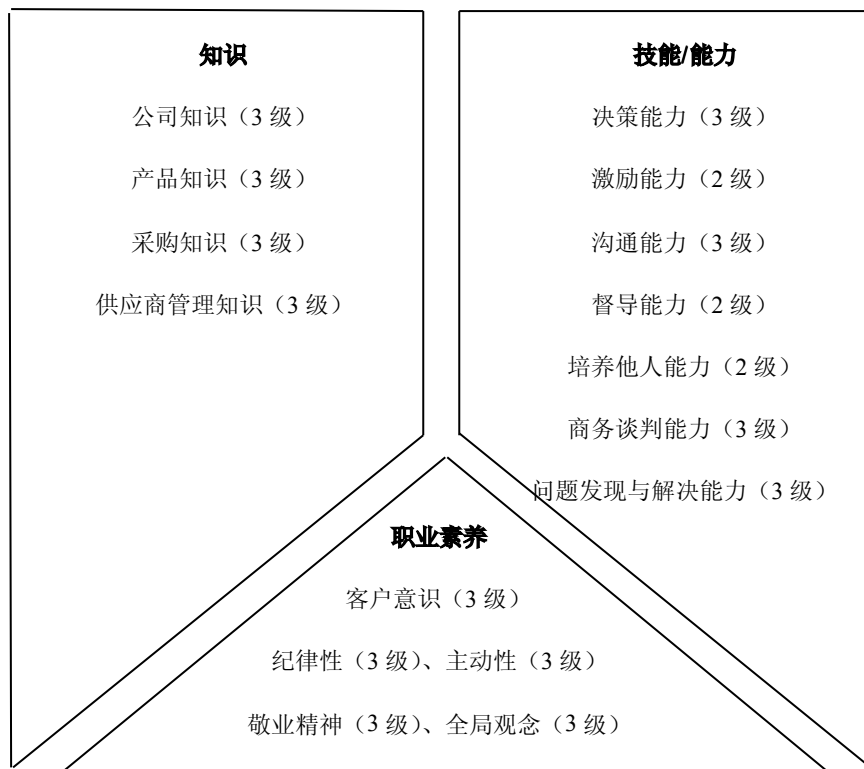 知识
公司知识（3 级）
产品知识（3 级）
采购知识（3 级）
供应商管理知识（3 级）
技能/能力
决策能力（3 级）
激励能力（2 级）
沟通能力（3 级）
督导能力（2 级）
培养他人能力（2 级）
商务谈判能力（3 级）
问题发现与解决能力（3 级）
职业素养
客户意识（3 级）
纪律性（3 级）、主动性（3 级）
敬业精神（3 级）、全局观念（3 级）